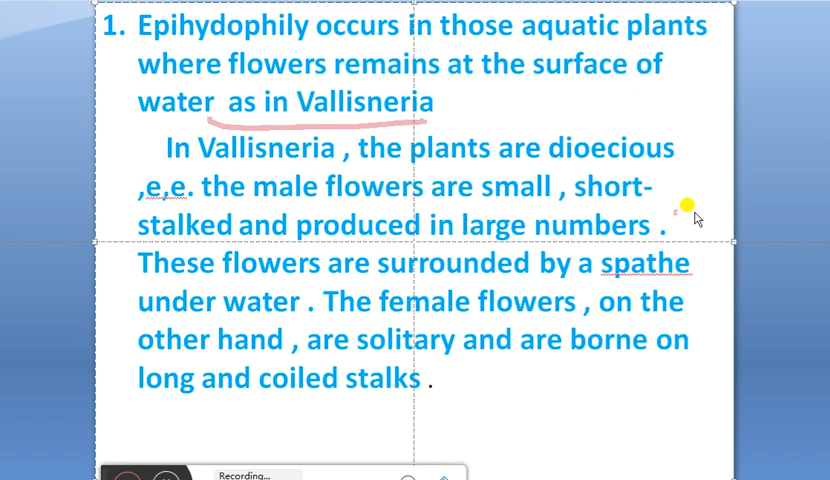 1. Epihydophily occurs in those aquatic plants
where flowers remains at the surface of
water as in Vallisneria
In Vallisneria , the plants are dioecious
,e,e. the male flowers are small , short-
stalked and produced in large numbers .
These flowers are surrounded by a spathe
under water . The female flowers , on the
other hand , are solitary and are borne on
long and coiled stalks .
Recording...